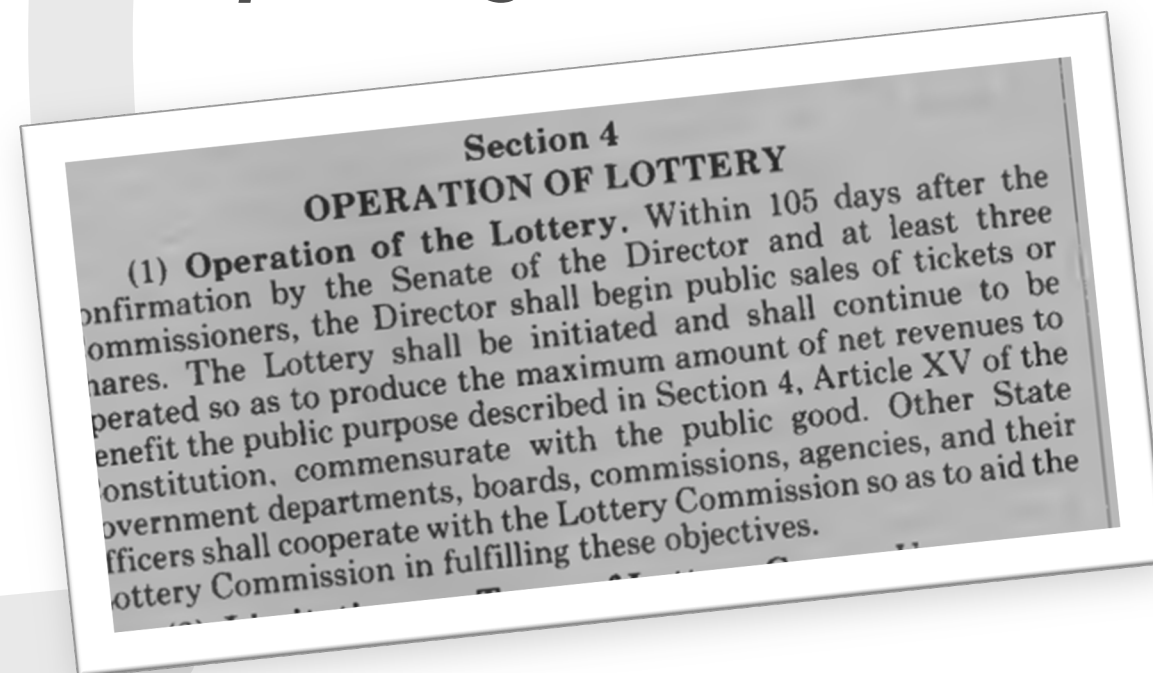 Section 4
OPERATION OF LOTTERY
(1) Operation of the Lottery. Within 105 days after the
onfirmation by the Senate of the Director and at least three
ommissioners, the Director shall begin public sales of tickets or
hares. The Lottery shall be initiated and shall continue to be
perated so as to produce the maximum amount of net revenues to
enefit the public purpose described in Section 4, Article XV of the
onstitution, commensurate with the public good. Other State
overnment departments, boards, commissions, agencies, and their
fficers shall cooperate with the Lottery Commission so as to aid the
ottery Commission in fulfilling these objectives.